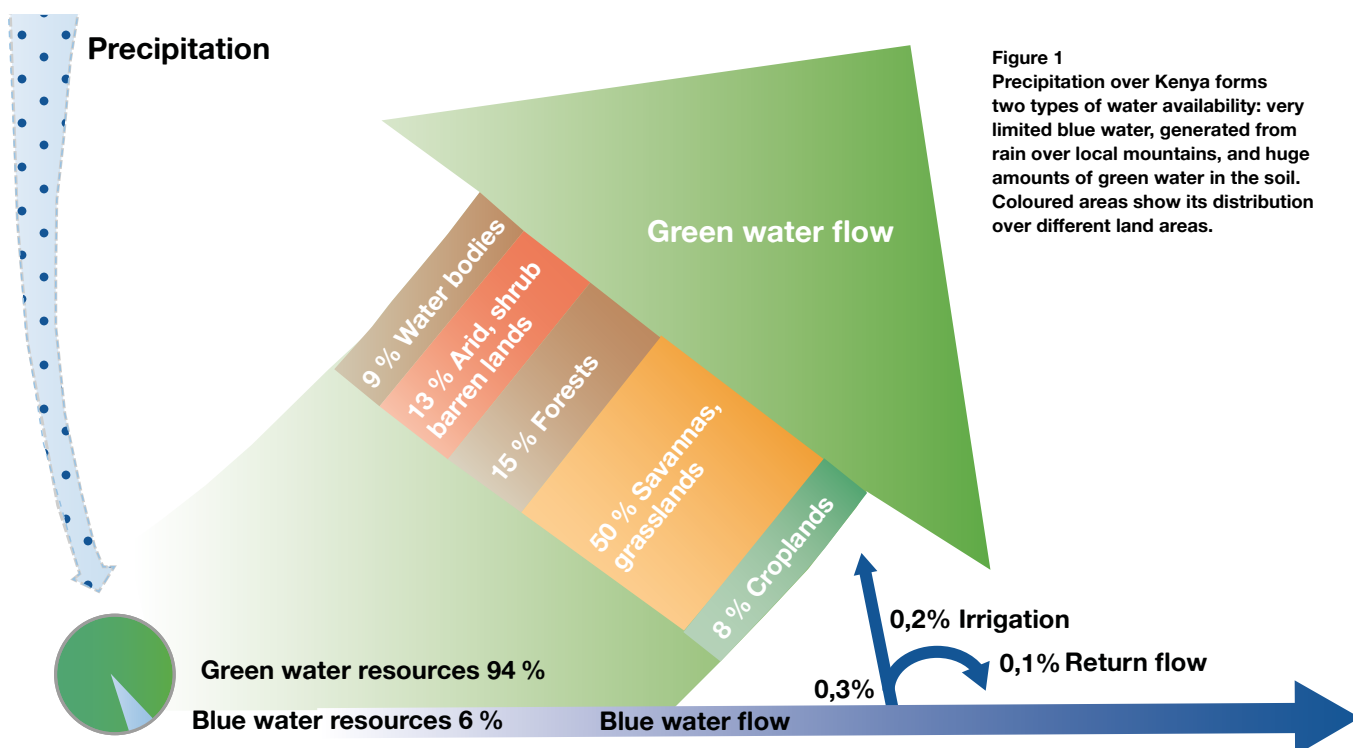 Precipitation
Figure 1
Precipitation over Kenya forms
two types of water availability: very
limited blue water, generated from
rain over local mountains, and huge
amounts of green water in the soil.
Coloured areas show its distribution
over different land areas.
Green water flow
9 % Water bodies
13 % Arid, shrub
barren lands
15 % Forests
50 % Savannas,
grasslands
8 % Croplands
0,2% Irrigation
0,1% Return flow
0,3%
Green water resources 94 %
Blue water resources 6 %
Blue water flow